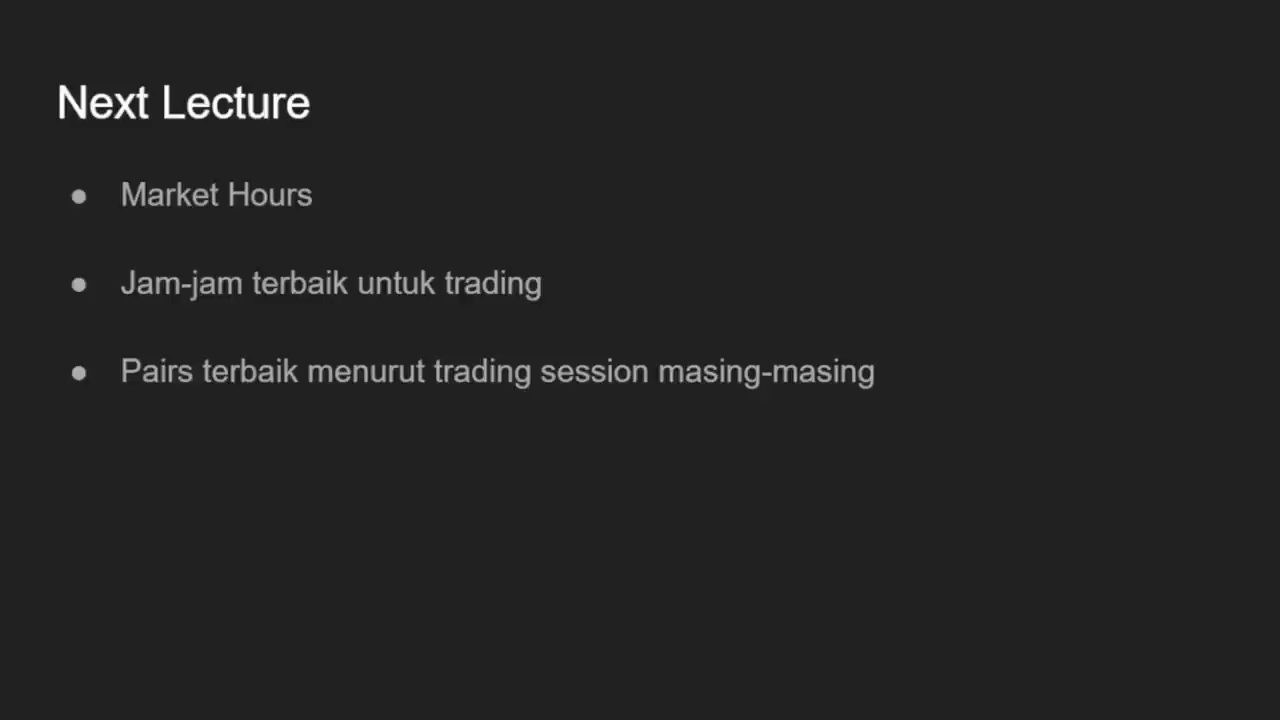 Next Lecture
● Market Hours
● Jam-jam terbaik untuk trading
● Pairs terbaik menurut trading session masing-masing